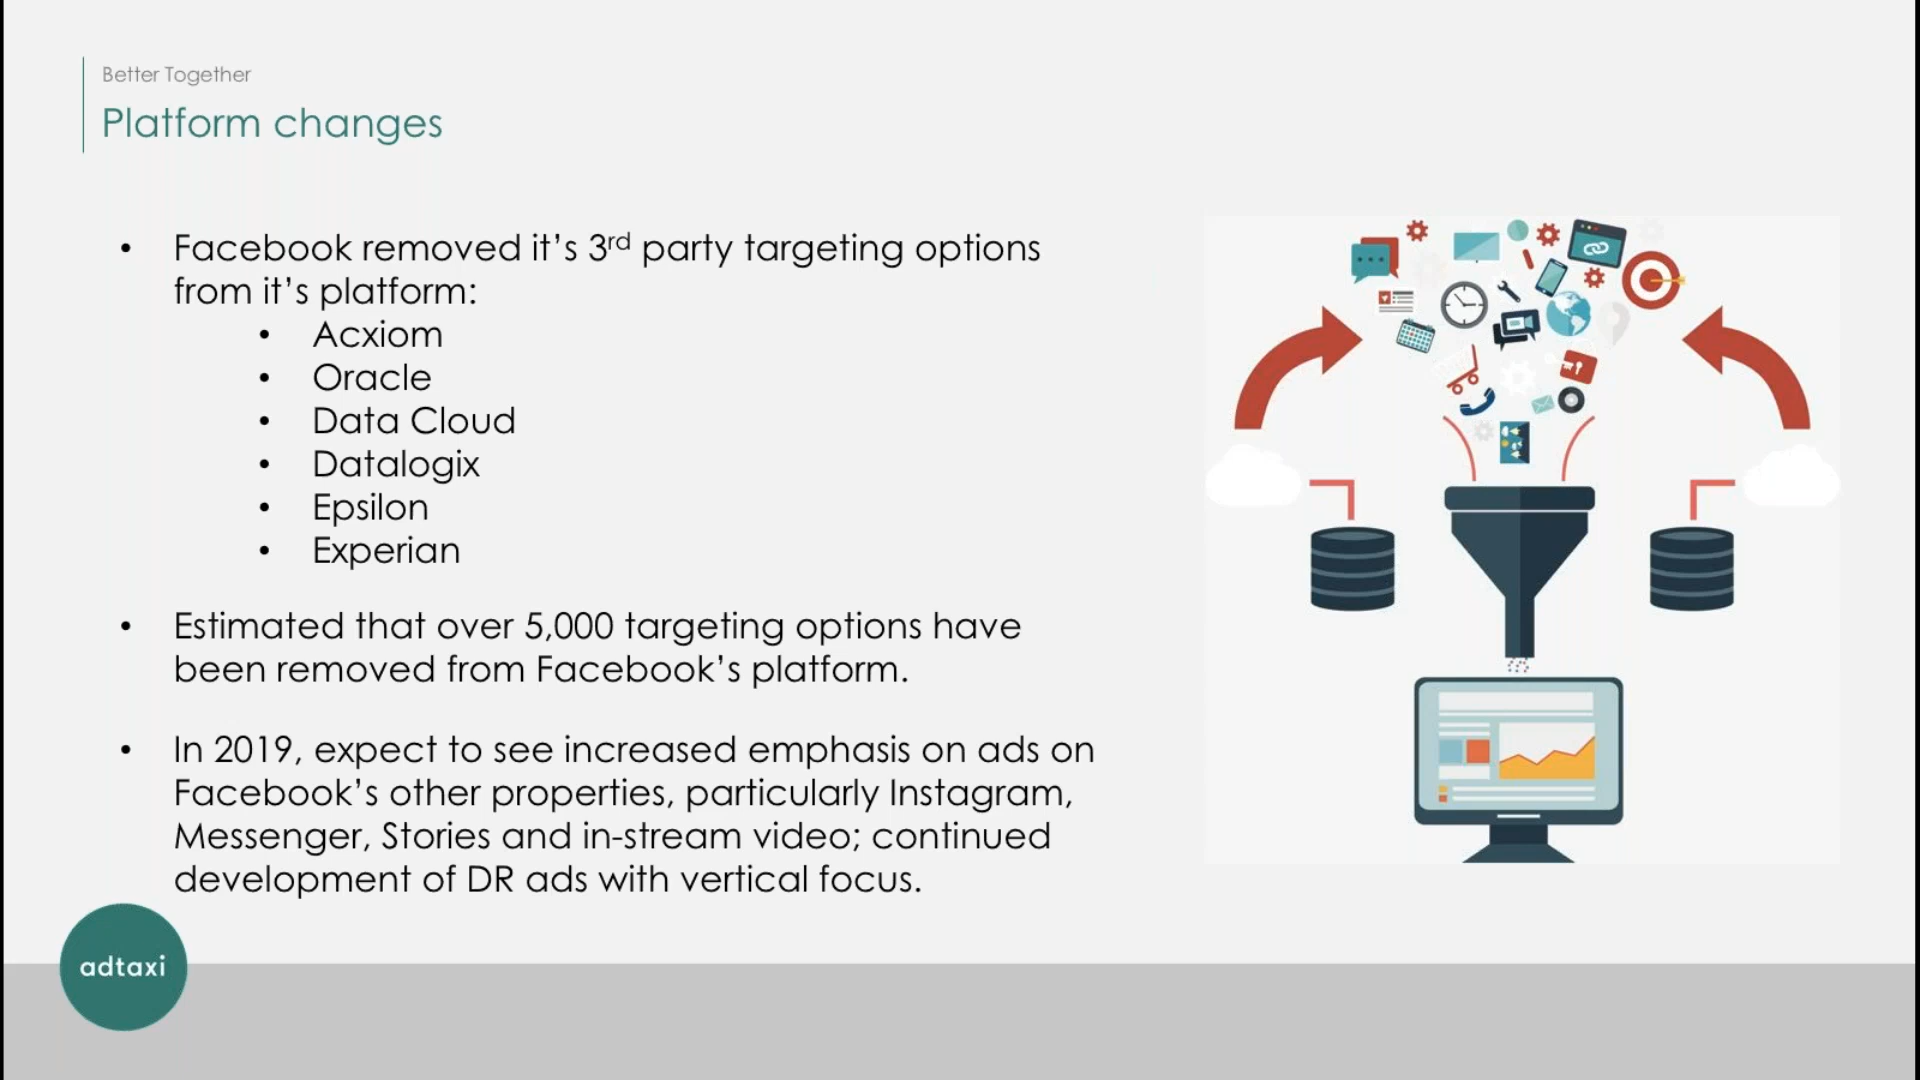 Better Together
Platform changes
• Facebook removed it’s 3rd party targeting options
from it’s platform:
• Acxiom
• Oracle
• Data Cloud
• Datalogix
• Epsilon
• Experian
• Estimated that over 5,000 targeting options have
been removed from Facebook’s platform.
• In 2019, expect to see increased emphasis on ads on
Facebook’s other properties, particularly Instagram,
Messenger, Stories and in-stream video; continued
development of DR ads with vertical focus.
adtaxi